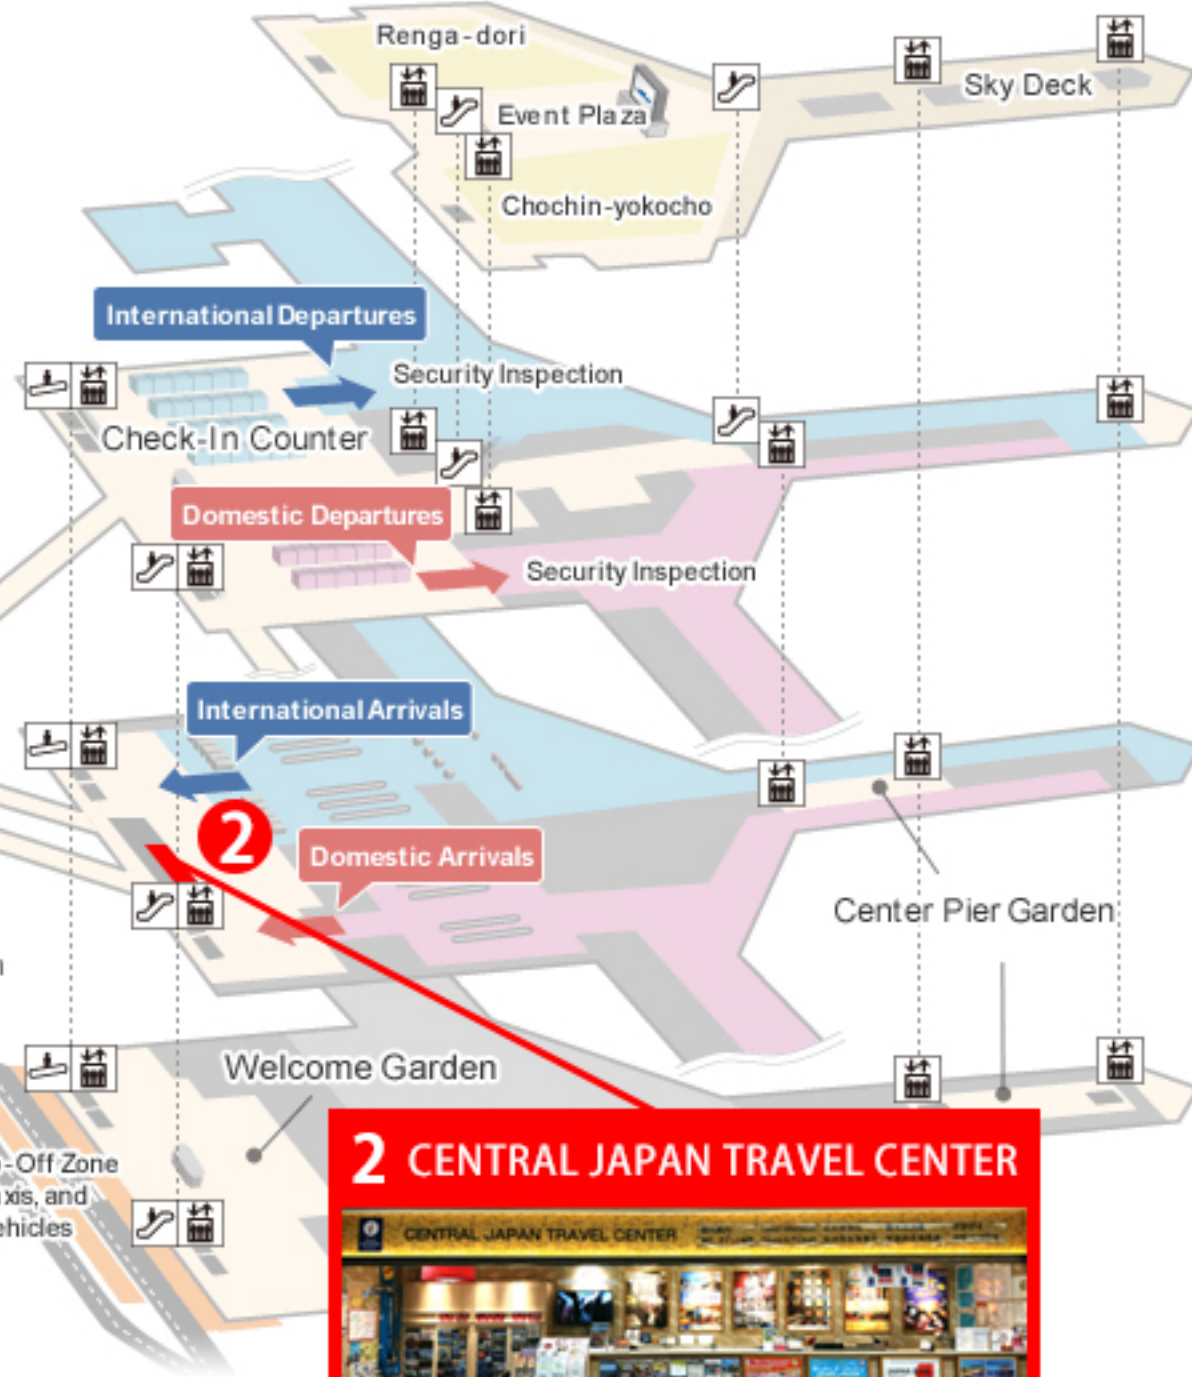 Renga-dori
Sky Deck
Event Plaza
Chochin-yokocho
International Departures
Security Inspection
Check-In Counter
Domestic Departures
Security Inspection
International Arrivals
2
Domestic Arrivals
Center Pier Garden
Welcome Garden
-Off Zone
axis, and
ehicles
2 CENTRAL JAPAN TRAVEL CENTER
CENTRAL JAPAN TRAVEL CENTER